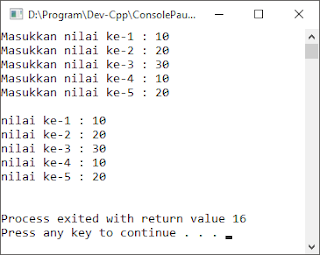 D:\Program\Dev-Cpp\ConsolePau...
Masukkan nilai ke-1 : 10
Masukkan nilai ke-2 : 20
Masukkan nilai ke-3 : 30
Masukkan nilai ke-4 : 10
Masukkan nilai ke-5 : 20
nilai ke-1 : 10
nilai ke-2 : 20
nilai ke-3 : 30
nilai ke-4 : 10
nilai ke-5 : 20
Process exited with return value 16
Press any key to continue . . .